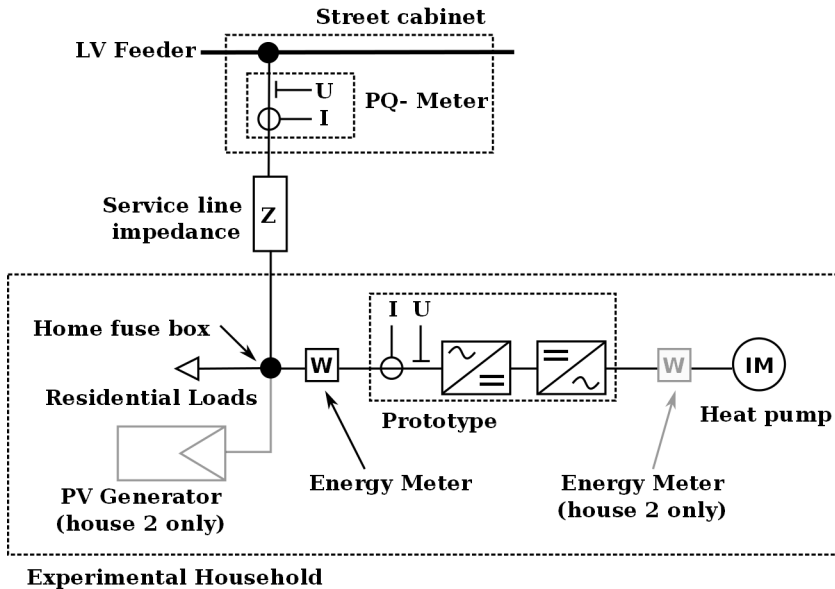 Street cabinet
LV Feeder
U
PQ- Meter
I
Service line
impedance
Z
I U
Home fuse box
W
W
IM
Residential Loads
Prototype
Heat pump
Energy Meter
Energy Meter
(house 2 only)
PV Generator
(house 2 only)
Experimental Household